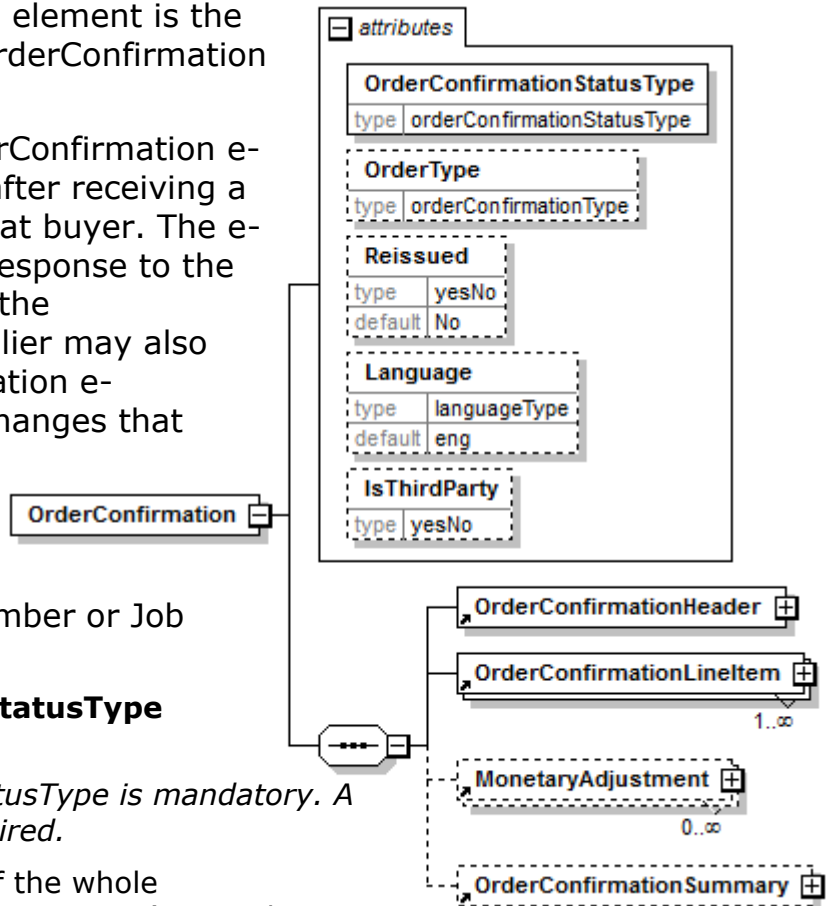 element is the
rderConfirmation
rConfirmation e-
after receiving a
at buyer. The e-
esponse to the
the
lier may also
ation e-
hanges that
mber or Job
tatusType
tusType is mandatory. A
ired.
f the whole
attributes
OrderConfirmationStatusType
type orderConfirmationStatusType
OrderType
type orderConfirmationType
Reissued
type yesNo
default No
Language
type languageType
default eng
IsThirdParty
type yesNo
OrderConfirmation
OrderConfirmationHeader
OrderConfirmationLineItem
1..∞
MonetaryAdjustment
0..∞
OrderConfirmationSummary